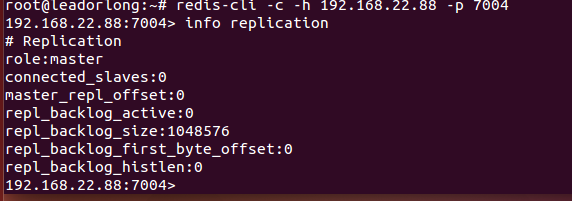 root@leadorlong:~# redis-cli -c -h 192.168.22.88 -p 7004
192.168.22.88:7004> info replication
# Replication
role:master
connected_slaves:0
master_repl_offset:0
repl_backlog_active:0
repl_backlog_size:1048576
repl_backlog_first_byte_offset:0
repl_backlog_histlen:0
192.168.22.88:7004>